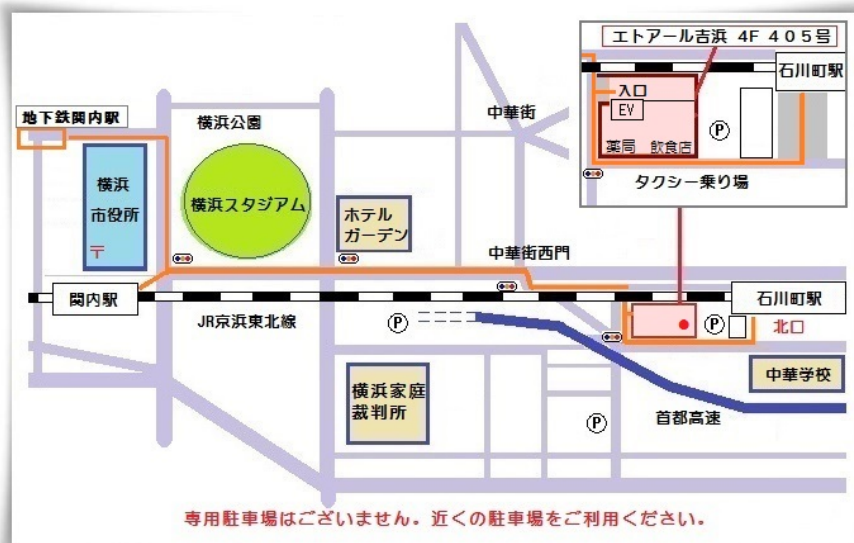 エトアール吉浜 4F 405号
石川町駅
入口
EV
P
薬局 飲食店
タクシー乗り場
地下鉄関内駅
横浜公園
中華街
横浜
市役所
〒
横浜スタジアム
ホテル
ガーデン
中華街西門
関内駅
JR京浜東北線
P
石川町駅
P
北口
横浜家庭
裁判所
中華学校
首都高速
P
専用駐車場はございません。近くの駐車場をご利用ください。